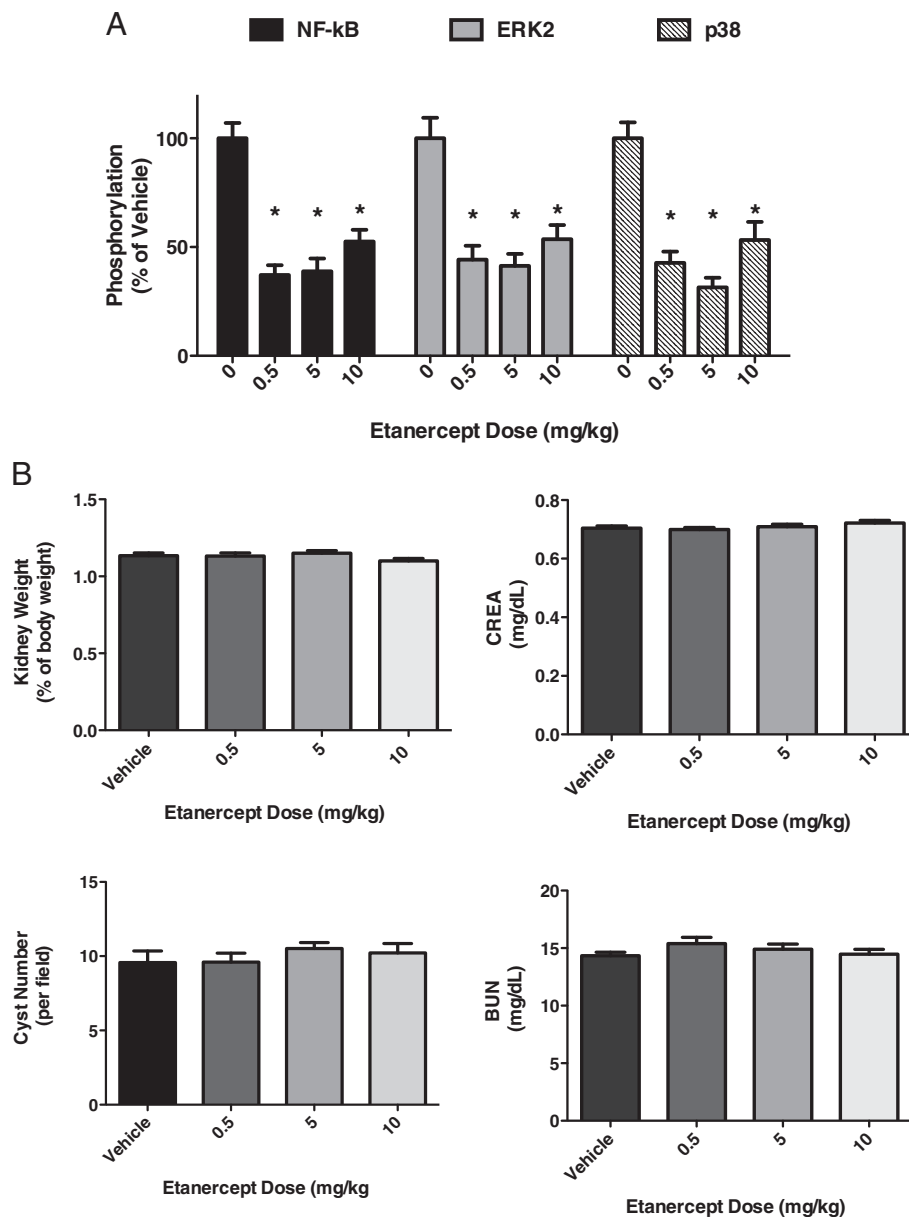 A
NF-kB ERK2 p38
Phosphorylation
(% of Vehicle)
100
50
0
* * * * * * * * *
0 0.5 5 10 0 0.5 5 10 0 0.5 5 10
Etanercept Dose (mg/kg)
B
Kidney Weight
(% of body weight)
1.5
1.0
0.5
0.0
Vehicle 0.5 5 10
Etanercept Dose (mg/kg)
CREA
(mg/dL)
0.8
0.6
0.4
0.2
0.0
Vehicle 0.5 5 10
Etanercept Dose (mg/kg)
Cyst Number
(per field)
15
10
5
0
Vehicle 0.5 5 10
Etanercept Dose (mg/kg
BUN
(mg/dL)
20
15
10
5
0
Vehicle 0.5 5 10
Etanercept Dose (mg/kg)